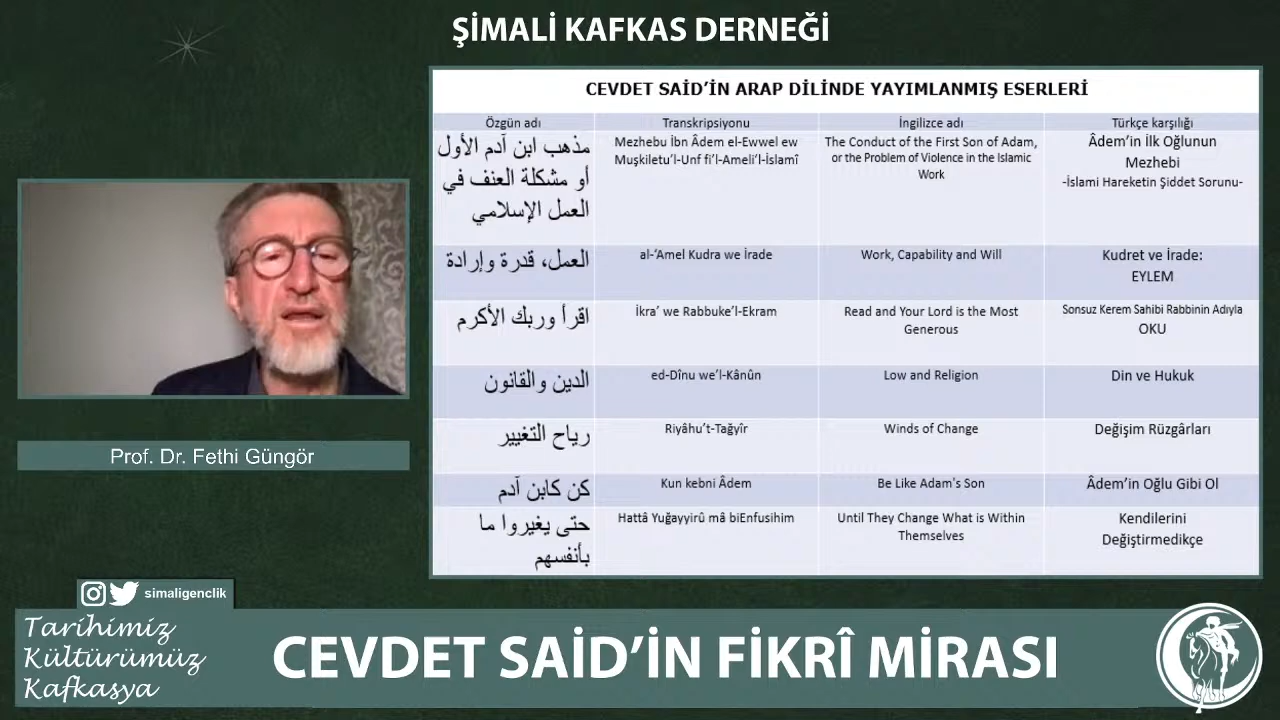 ŞİMALİ KAFKAS DERNEĞİ
CEVDET SAİD’İN ARAP DİLİNDE YAYIMLANMIŞ ESERLERİ
Özgün adı Transkripsiyonu İngilizce adı Türkçe karşılığı
مذهب ابن آدم الأول
أو مشكلة العنف في
العمل الإسلامي
Mezhebu İbn Âdem el-Ewwel ew
Muşkiletu’l-Unf fi’l-Ameli’l-İslamî
The Conduct of the First Son of Adam,
or the Problem of Violence in the Islamic
Work
Âdem’in İlk Oğlunun
Mezhebi
-İslami Hareketin Şiddet Sorunu-
العمل، قدرة وإرادة
al-‘Amel Kudra we İrade
Work, Capability and Will
Kudret ve İrade:
EYLEM
اقرأ وربك الأكرم
İkra’ we Rabbuke’l-Ekram
Read and Your Lord is the Most
Generous
Sonsuz Kerem Sahibi Rabbinin Adıyla
OKU
الدين والقانون
ed-Dînu we’l-Kânûn
Low and Religion
Din ve Hukuk
رياح التغيير
Riyâhu’t-Tağyîr
Winds of Change
Değişim Rüzgârları
كن كابن آدم
Kun kebni Âdem
Be Like Adam's Son
Âdem’in Oğlu Gibi Ol
حتى يغيروا ما
بأنفسهم
Hattâ Yuğayyirû mâ biEnfusihim
Until They Change What is Within
Themselves
Kendilerini
Değiştirmedikçe
Prof. Dr. Fethi Güngör
simaligenclik
Tarihimiz
Kültürümüz
Kafkasya
CEVDET SAİD’İN FİKRÎ MİRASI